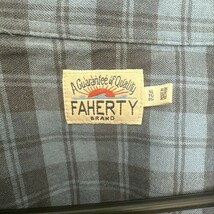 A Guarantee of Quality
FAHERTY
BRAND